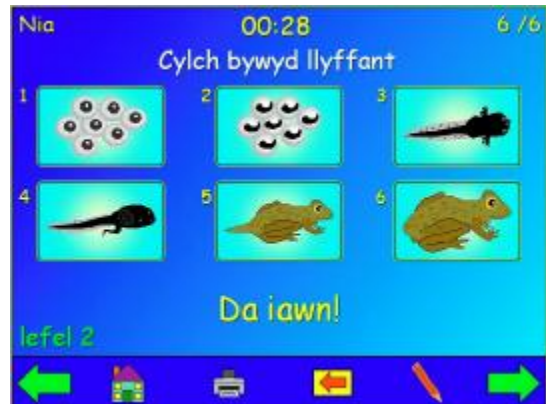 Nia 00:28 6/6
Cylch bywyd llyffant
1 2 3
4 5 6
Da iawn!
lefel 2